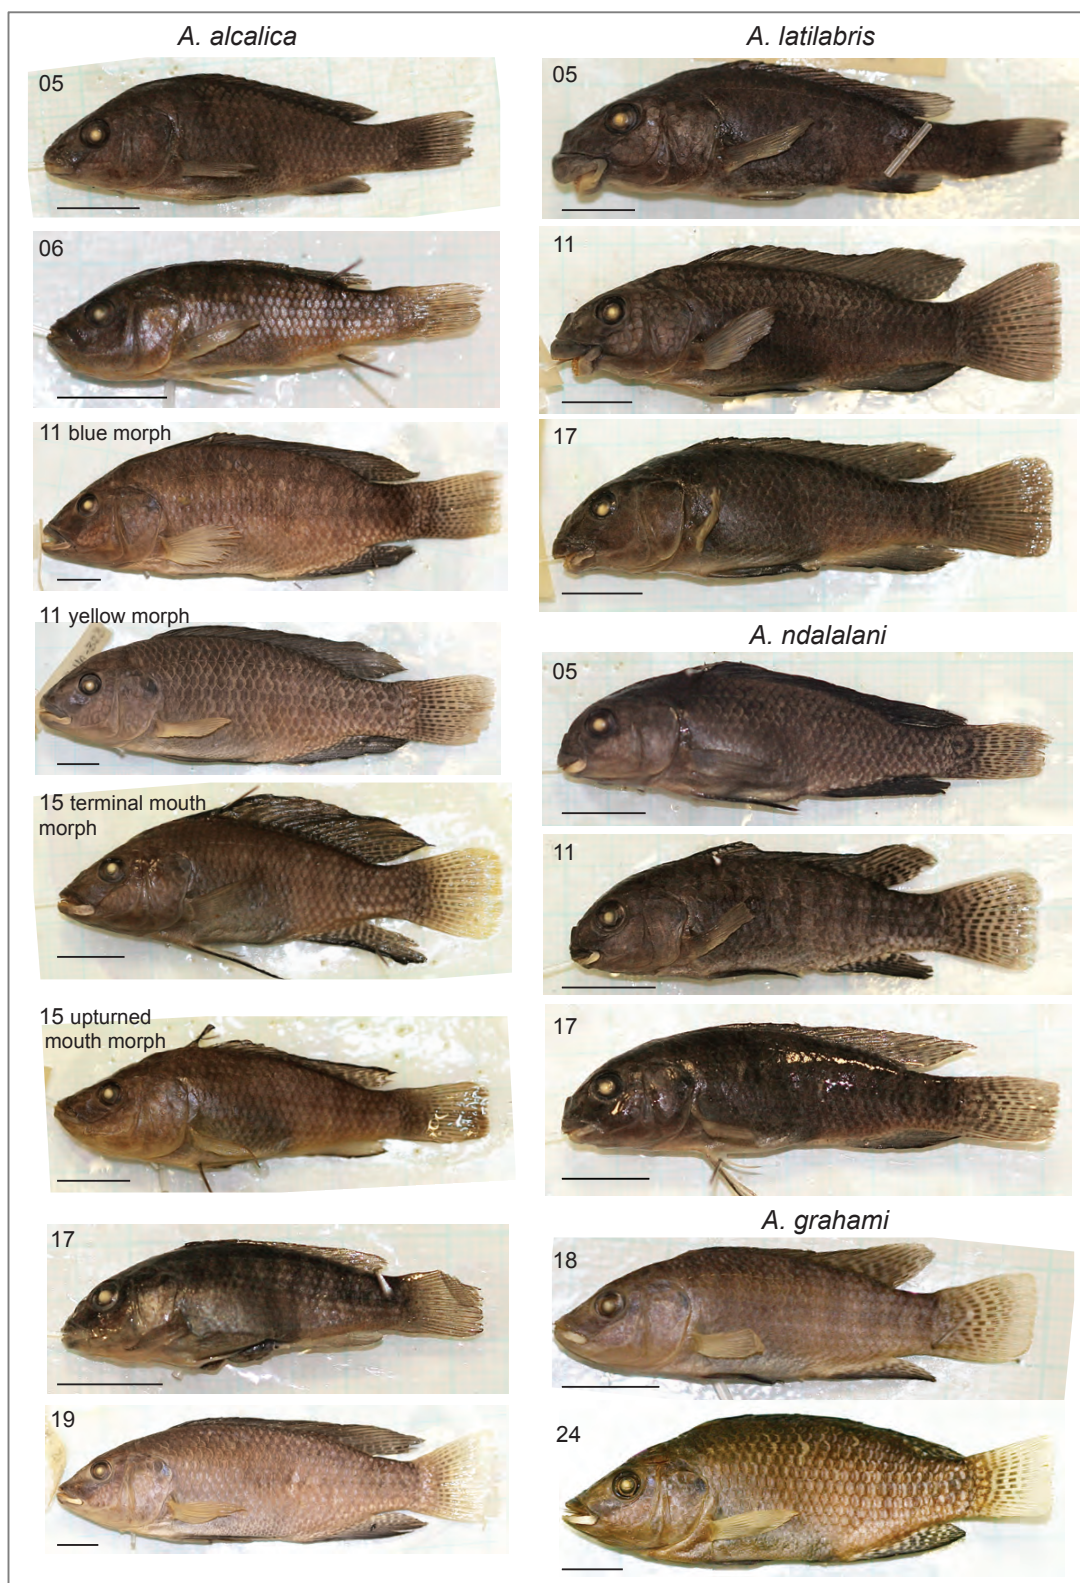 A. alcalica
05
06
11 blue morph
11 yellow morph
15 terminal mouth
morph
15 upturned
mouth morph
17
19
A. latilabris
05
11
17
A. ndalalani
05
11
17
A. grahami
18
24